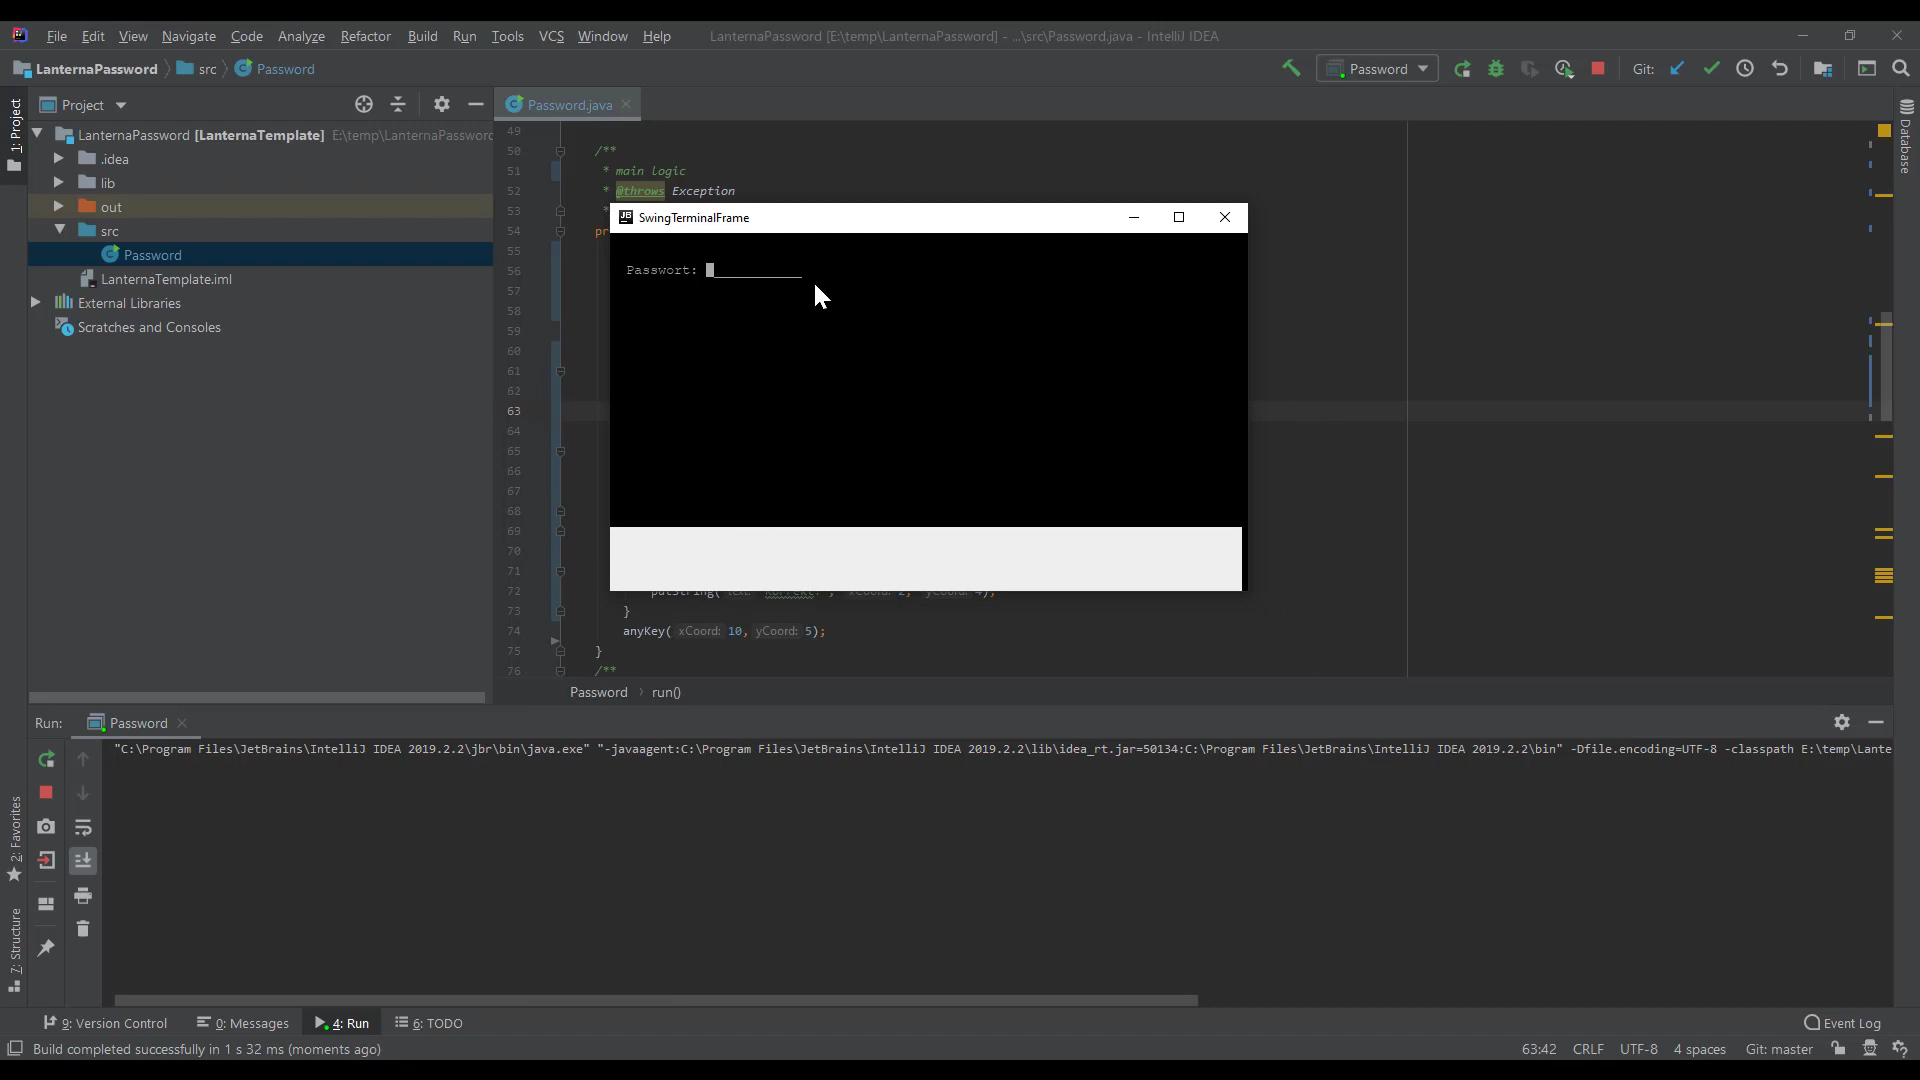 File Edit View Navigate Code Analyze Refactor Build Run Tools VCS Window Help LanternaPassword [E:\temp\LanternaPassword] - ...\src\Password.java - IntelliJ IDEA
LanternaPassword src Password Password Git:
1: Project
Project
Password.java
Database
LanternaPassword [LanternaTemplate] E:\temp\LanternaPassword
.idea
lib
out
src
Password
LanternaTemplate.iml
External Libraries
Scratches and Consoles
49
50 /**
51 * main logic
52 * @throws Exception
53 *
54 pr
55
56
57
58
59
60
61
62
63
64
65
66
67
68
69
70
71
72
73 }
74 anyKey( xCoord: 10, yCoord: 5);
75 }
76 /**
SwingTerminalFrame
Passwort: ___________
Password run()
Run: Password
"C:\Program Files\JetBrains\IntelliJ IDEA 2019.2.2\jbr\bin\java.exe" "-javaagent:C:\Program Files\JetBrains\IntelliJ IDEA 2019.2.2\lib\idea_rt.jar=50134:C:\Program Files\JetBrains\IntelliJ IDEA 2019.2.2\bin" -Dfile.encoding=UTF-8 -classpath E:\temp\Lante
2: Favorites
7: Structure
9: Version Control 0: Messages 4: Run 6: TODO Event Log
Build completed successfully in 1 s 32 ms (moments ago) 63:42 CRLF UTF-8 4 spaces Git: master